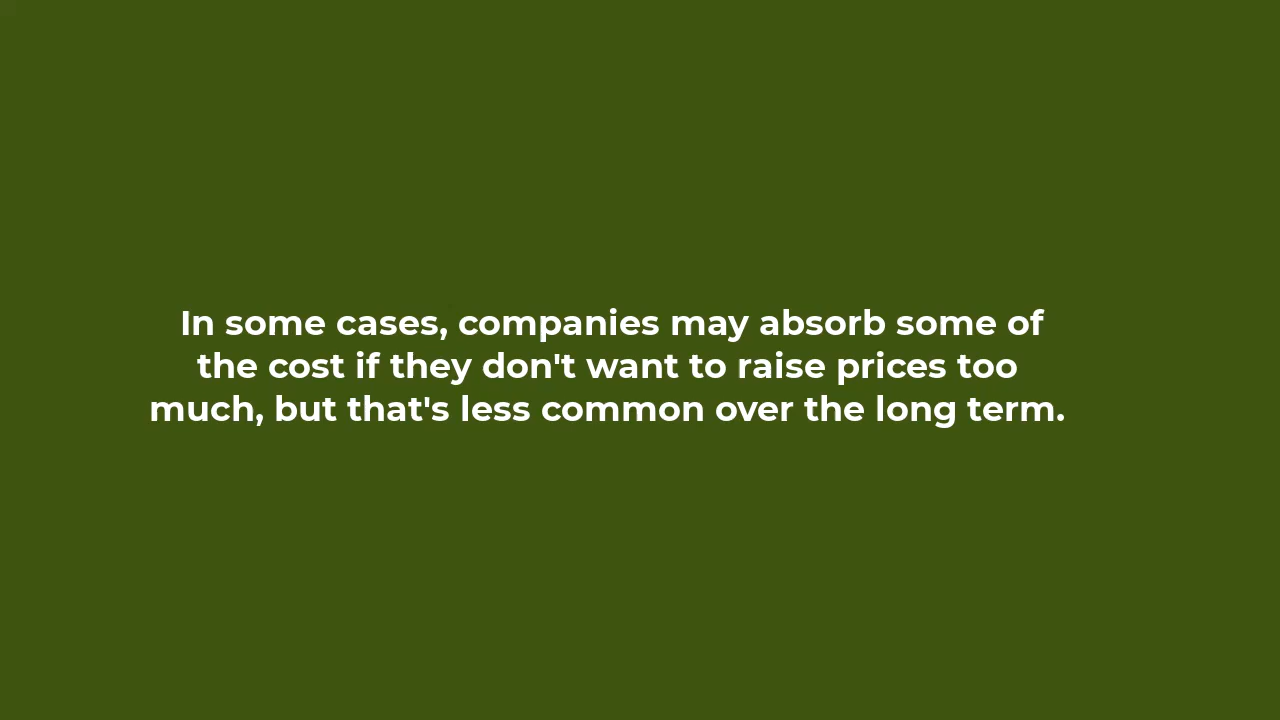 In some cases, companies may absorb some of
the cost if they don't want to raise prices too
much, but that's less common over the long term.